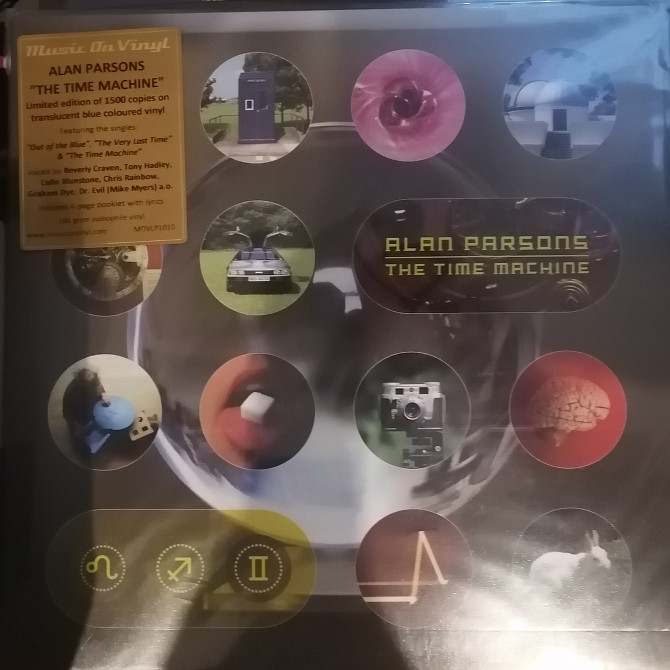 Music On Vinyl
ALAN PARSONS
"THE TIME MACHINE"
Limited edition of 1500 copies on
translucent blue coloured vinyl
Featuring the singles:
"Out of the Blue", "The Very Last Time"
& "The Time Machine"
Beverly Craven, Tony Hadley,
Colin Blunstone, Chris Rainbow,
Graham Dye, Dr. Evil (Mike Myers) a.o.
4-page booklet with lyrics
180 gram audiophile vinyl
www.musiconvinyl.com MOVLP1010
ALAN PARSONS
THE TIME MACHINE